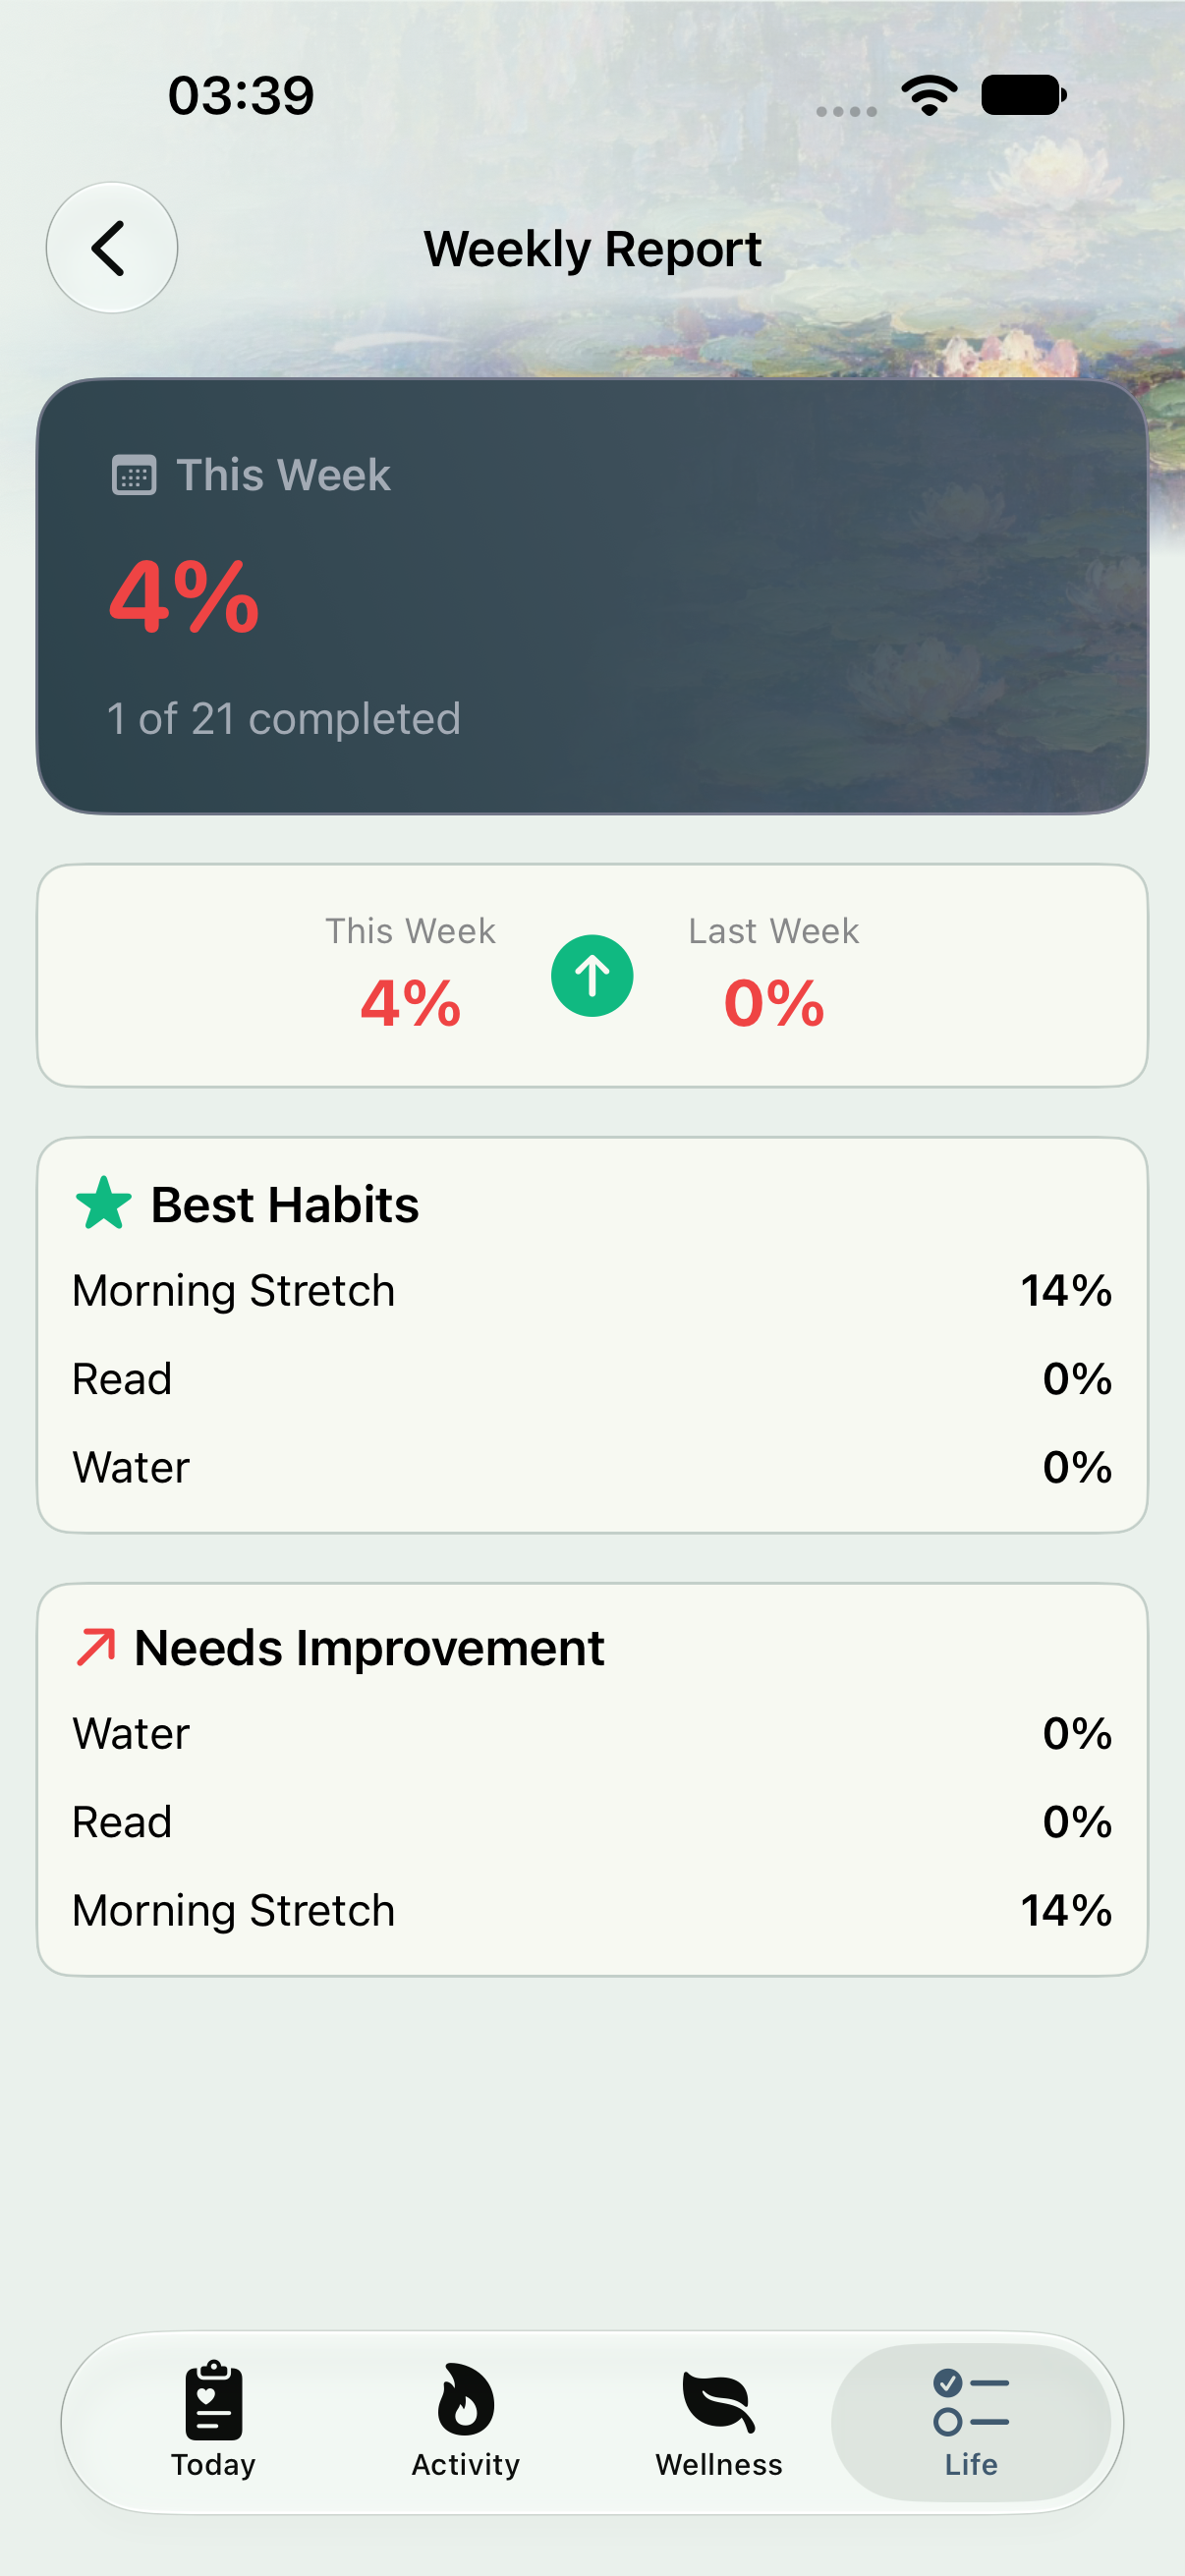 03:39
Weekly Report
This Week
4%
1 of 21 completed
This Week
Last Week
4%
0%
Best Habits
Morning Stretch 14%
Read 0%
Water 0%
Needs Improvement
Water 0%
Read 0%
Morning Stretch 14%
Today Activity Wellness Life